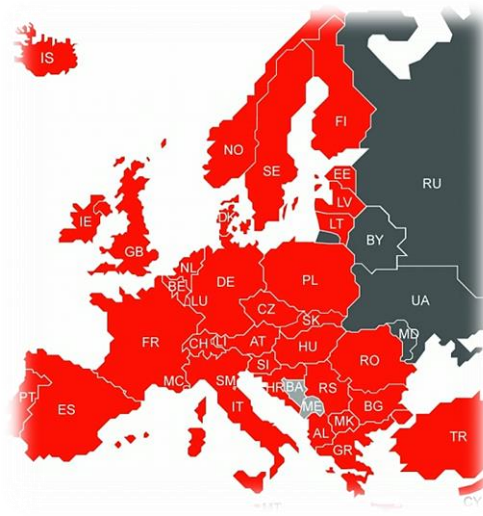 IS
FI
NO
SE
EE
RU
LV
DK
LT
IE
BY
GB
NL
DE
PL
BE
LU
CZ
UA
SK
FR
CH
LI
AT
HU
MD
SI
RO
MC
SM
HR
BA
RS
PT
ES
IT
ME
BG
MK
AL
TR
GR
CY
MT